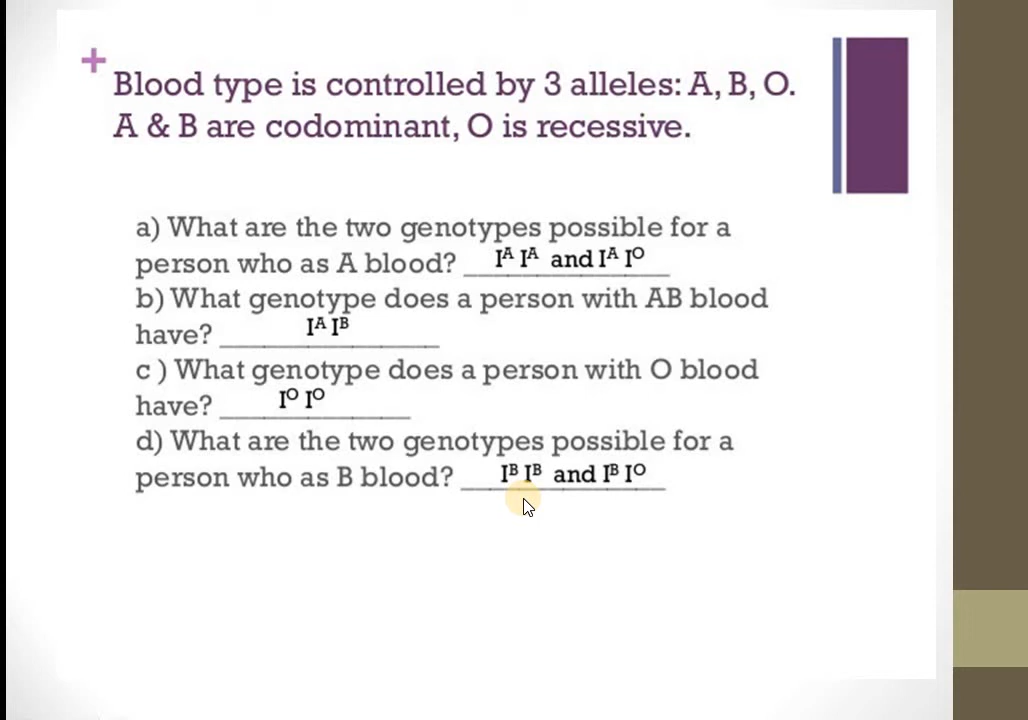 +
Blood type is controlled by 3 alleles: A, B, O.
A & B are codominant, O is recessive.
a) What are the two genotypes possible for a
person who as A blood? Iᴬ Iᴬ and Iᴬ Iᴼ
b) What genotype does a person with AB blood
have? Iᴬ Iᴮ
c ) What genotype does a person with O blood
have? Iᴼ Iᴼ
d) What are the two genotypes possible for a
person who as B blood? Iᴮ Iᴮ and Iᴮ Iᴼ